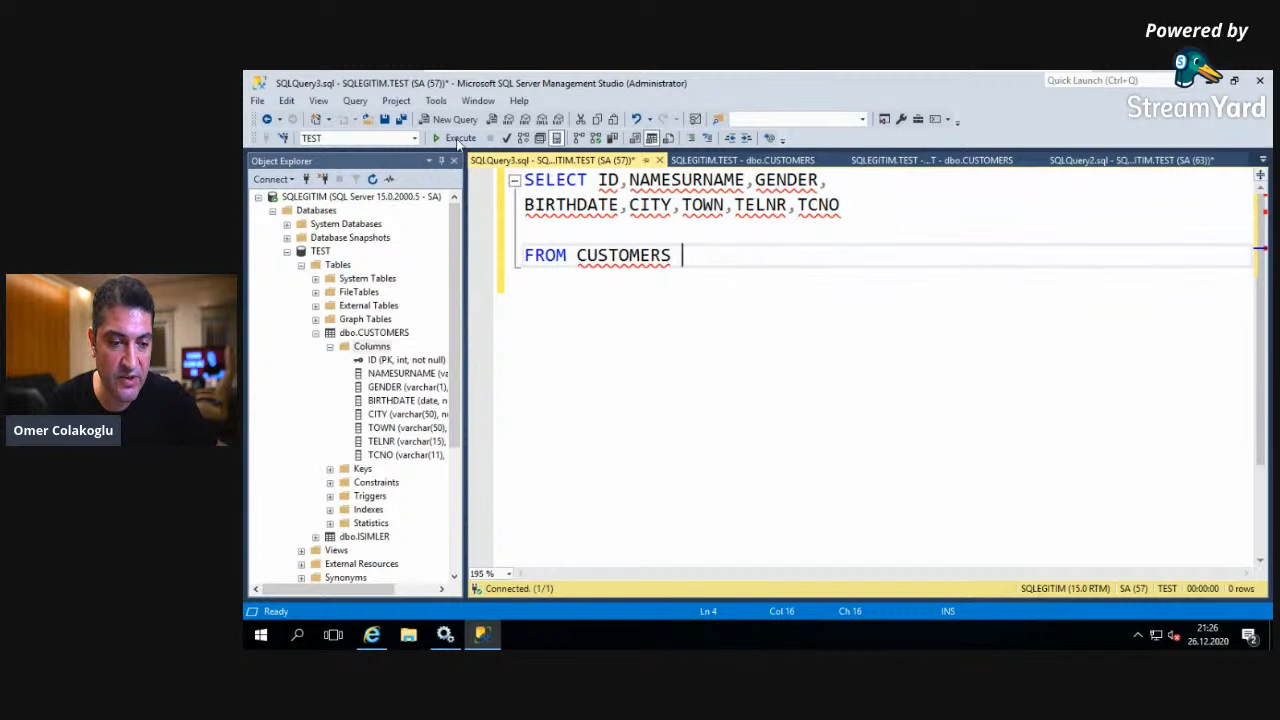 Powered by
StreamYard
SQLQuery3.sql - SQLEGITIM.TEST (SA (57))* - Microsoft SQL Server Management Studio (Administrator)
Quick Launch (Ctrl+Q)
File Edit View Query Project Tools Window Help
New Query
TEST
Execute
Object Explorer
SQLQuery3.sql - SQ...ITIM.TEST (SA (57))*
SQLEGITIM.TEST - dbo.CUSTOMERS
SQLEGITIM.TEST -...T - dbo.CUSTOMERS
SQLQuery2.sql - SQ...ITIM.TEST (SA (63))*
Connect
SQLEGITIM (SQL Server 15.0.2000.5 - SA)
Databases
System Databases
Database Snapshots
TEST
Tables
System Tables
FileTables
External Tables
Graph Tables
dbo.CUSTOMERS
Columns
ID (PK, int, not null)
NAMESURNAME (va
GENDER (varchar(1),
BIRTHDATE (date, n
CITY (varchar(50), nu
TOWN (varchar(50),
TELNR (varchar(15),
TCNO (varchar(11),
Keys
Constraints
Triggers
Indexes
Statistics
dbo.ISIMLER
Views
External Resources
Synonyms
SELECT ID,NAMESURNAME,GENDER,
BIRTHDATE,CITY,TOWN,TELNR,TCNO
FROM CUSTOMERS
195 %
Connected. (1/1)
SQLEGITIM (15.0 RTM)
SA (57)
TEST
00:00:00
0 rows
Ready
Ln 4
Col 16
Ch 16
INS
21:26
26.12.2020
2
Omer Colakoglu